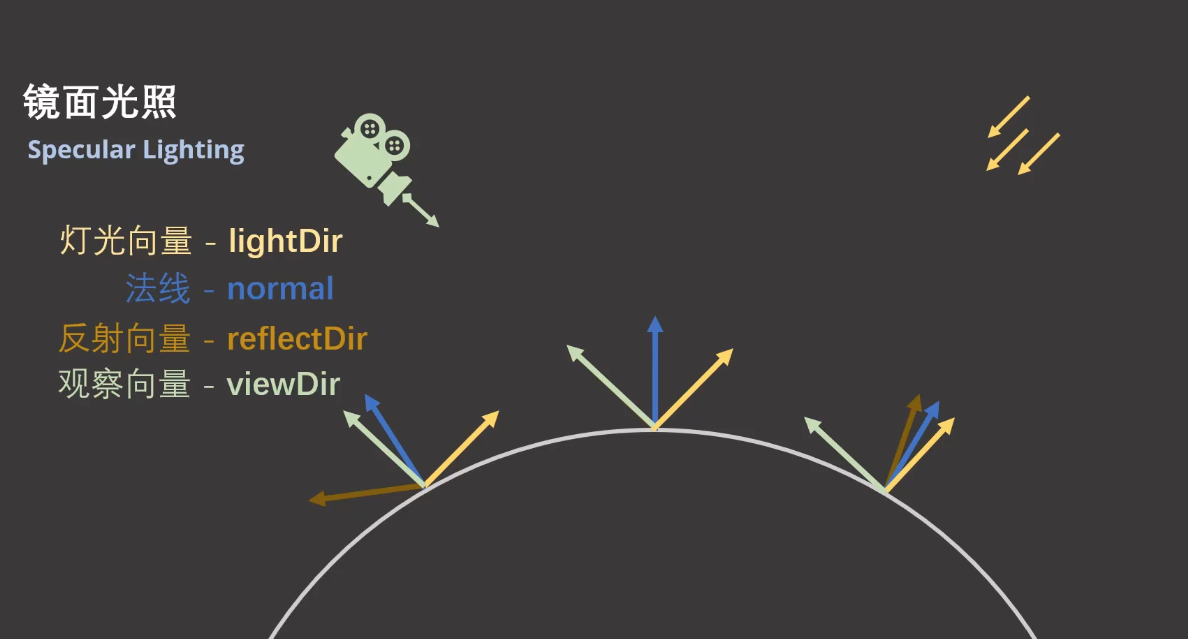 镜面光照
Specular Lighting
灯光向量 - lightDir
法线 - normal
反射向量 - reflectDir
观察向量 - viewDir